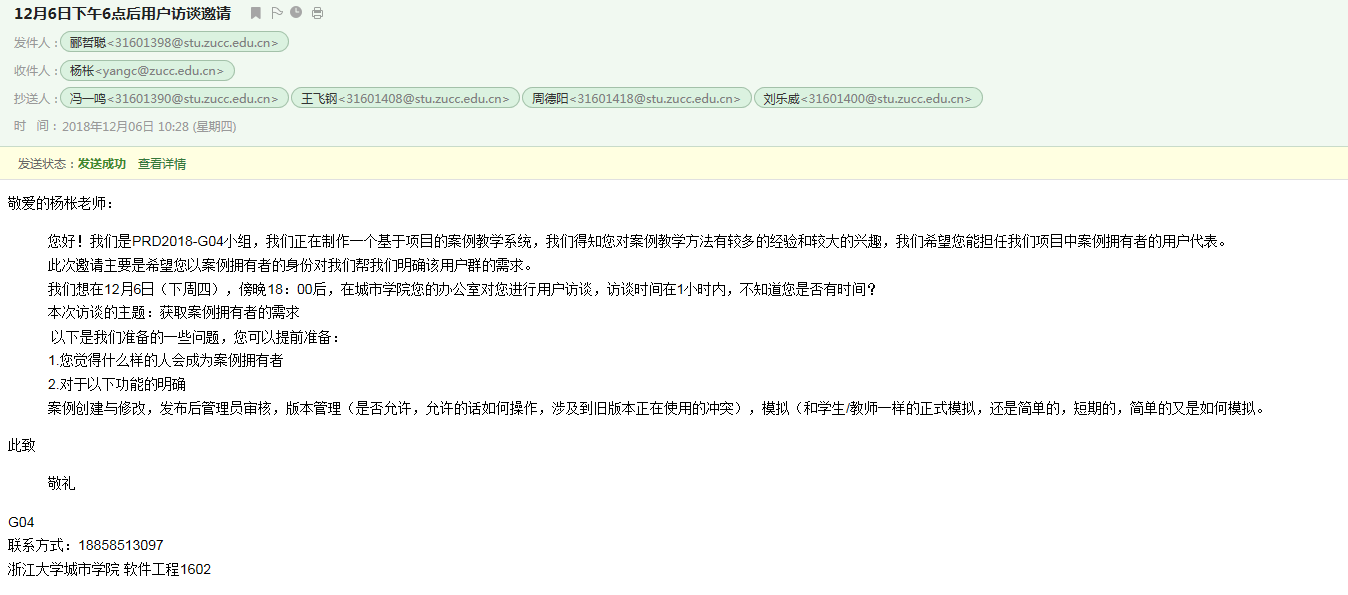 12月6日下午6点后用户访谈邀请
发件人：郦哲聪<31601398@stu.zucc.edu.cn>
收件人：杨枨<yangc@zucc.edu.cn>
抄送人：冯一鸣<31601390@stu.zucc.edu.cn> 王飞钢<31601408@stu.zucc.edu.cn> 周德阳<31601418@stu.zucc.edu.cn> 刘乐威<31601400@stu.zucc.edu.cn>
时 间：2018年12月06日 10:28 (星期四)
发送状态：发送成功 查看详情
敬爱的杨枨老师：
您好！我们是PRD2018-G04小组，我们正在制作一个基于项目的案例教学系统，我们得知您对案例教学方法有较多的经验和较大的兴趣，我们希望您能担任我们项目中案例拥有者的用户代表。
此次邀请主要是希望您以案例拥有者的身份对我们帮我们明确该用户群的需求。
我们想在12月6日（下周四），傍晚18：00后，在城市学院您的办公室对您进行用户访谈，访谈时间在1小时内，不知道您是否有时间？
本次访谈的主题：获取案例拥有者的需求
以下是我们准备的一些问题，您可以提前准备：
1.您觉得什么样的人会成为案例拥有者
2.对于以下功能的明确
案例创建与修改，发布后管理员审核，版本管理（是否允许，允许的话如何操作，涉及到旧版本正在使用的冲突），模拟（和学生/教师一样的正式模拟，还是简单的，短期的，简单的又是如何模拟。
此致
敬礼
G04
联系方式：18858513097
浙江大学城市学院 软件工程1602